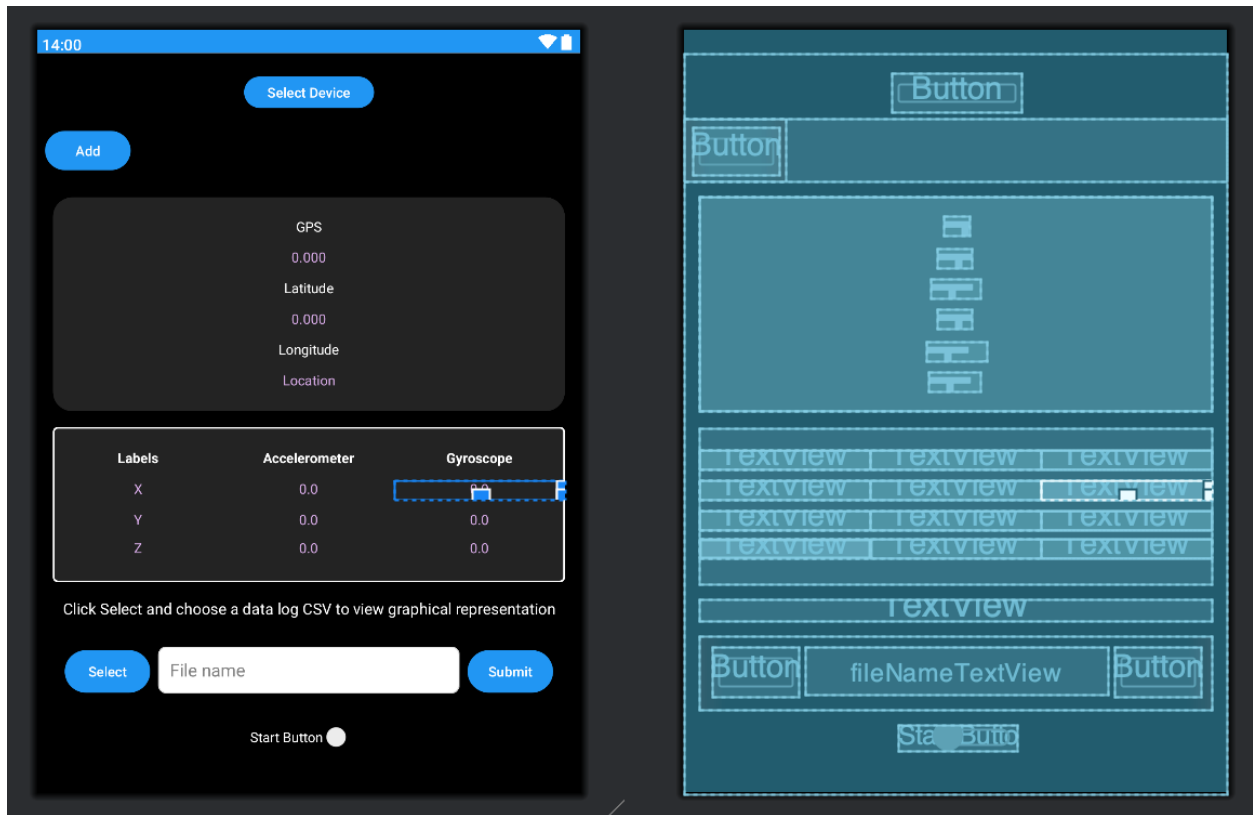 14:00
Select Device
Add
GPS
0.000
Latitude
0.000
Longitude
Location
Labels Accelerometer Gyroscope
X 0.0
Y 0.0 0.0
Z 0.0 0.0
Click Select and choose a data log CSV to view graphical representation
Select File name Submit
Start Button
Button
Button
TextView TextView TextView
TextView TextView TextView
TextView TextView TextView
TextView TextView TextView
TextView
Button fileNameTextView Button
Start Butto